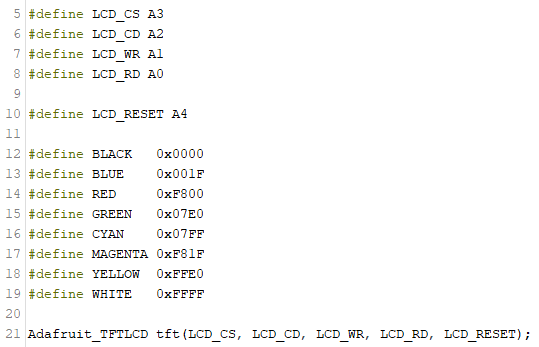 5 #define LCD_CS A3
6 #define LCD_CD A2
7 #define LCD_WR A1
8 #define LCD_RD A0
9
10 #define LCD_RESET A4
11
12 #define BLACK   0x0000
13 #define BLUE    0x001F
14 #define RED     0xF800
15 #define GREEN   0x07E0
16 #define CYAN    0x07FF
17 #define MAGENTA 0xF81F
18 #define YELLOW  0xFFE0
19 #define WHITE   0xFFFF
20
21 Adafruit_TFTLCD tft(LCD_CS, LCD_CD, LCD_WR, LCD_RD, LCD_RESET);